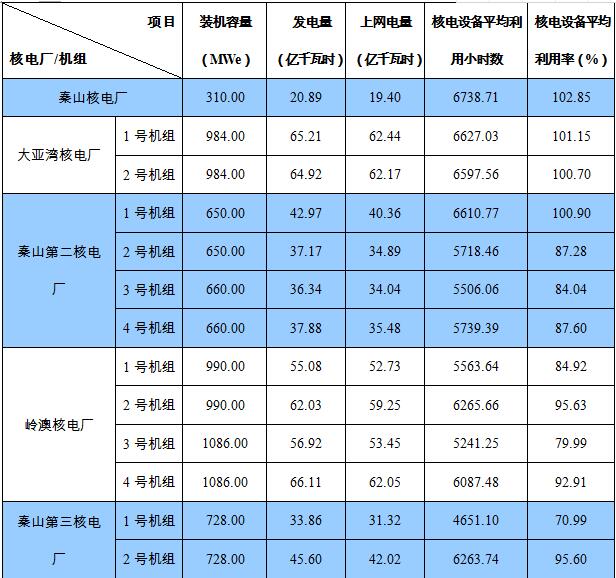 项目 装机容量 发电量 上网电量 核电设备平均利 核电设备平均
核电厂/机组 （MWe） （亿千瓦时） （亿千瓦时） 用小时数 利用率（%）
秦山核电厂 310.00 20.89 19.40 6738.71 102.85
大亚湾核电厂 1 号机组 984.00 65.21 62.44 6627.03 101.15
2 号机组 984.00 64.92 62.17 6597.56 100.70
秦山第二核电
厂
1 号机组 650.00 42.97 40.36 6610.77 100.90
2 号机组 650.00 37.17 34.89 5718.46 87.28
3 号机组 660.00 36.34 34.04 5506.06 84.04
4 号机组 660.00 37.88 35.48 5739.39 87.60
岭澳核电厂 1 号机组 990.00 55.08 52.73 5563.64 84.92
2 号机组 990.00 62.03 59.25 6265.66 95.63
3 号机组 1086.00 56.92 53.45 5241.25 79.99
4 号机组 1086.00 66.11 62.05 6087.48 92.91
秦山第三核电
厂
1 号机组 728.00 33.86 31.32 4651.10 70.99
2 号机组 728.00 45.60 42.02 6263.74 95.60